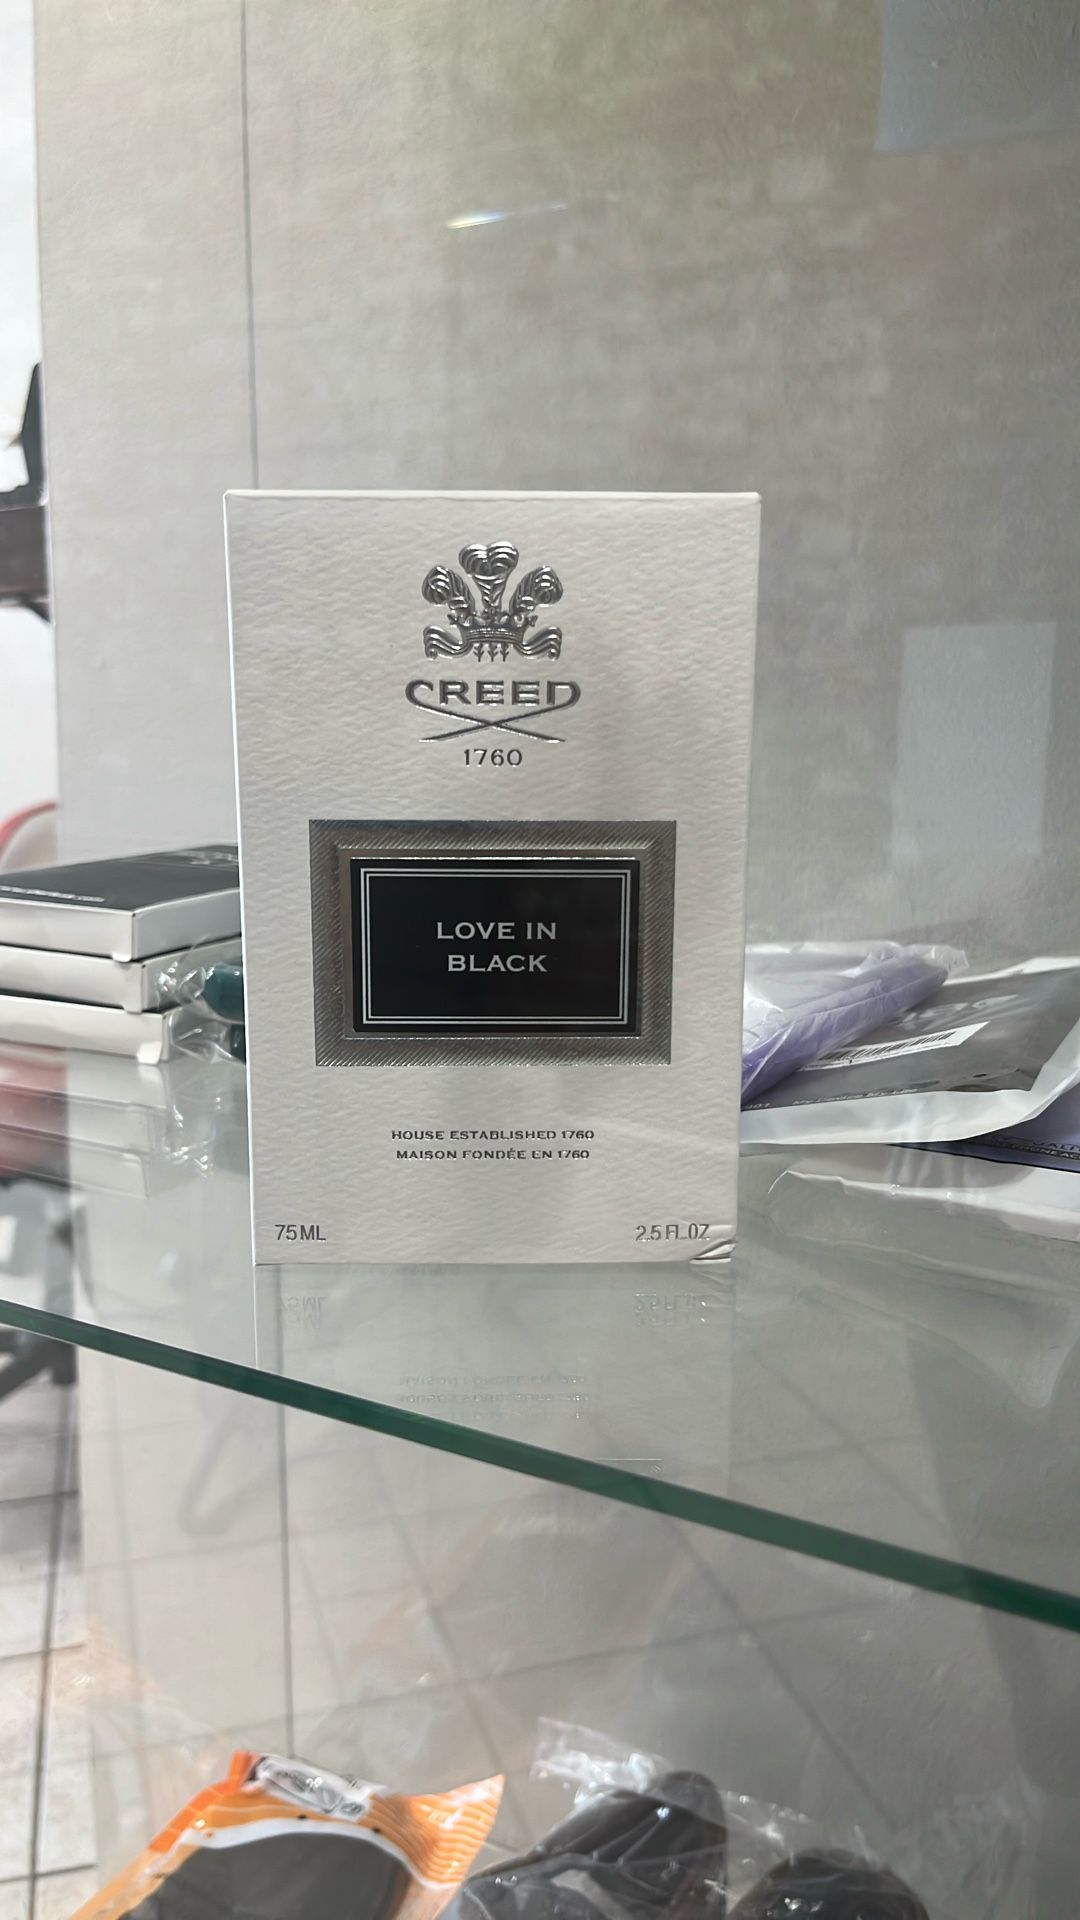 CREED
1760
LOVE IN
BLACK
HOUSE ESTABLISHED 1760
MAISON FONDÉE EN 1760
75ML
2.5 FL.OZ